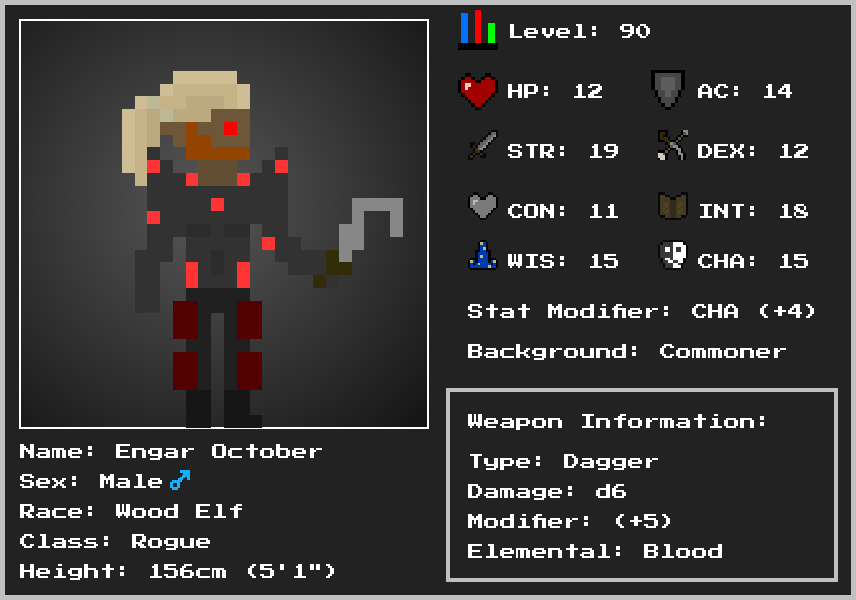 Level: 90
HP: 12
AC: 14
STR: 19
DEX: 12
CON: 11
INT: 18
WIS: 15
CHA: 15
Stat Modifier: CHA (+4)
Background: Commoner
Name: Engar October
Sex: Male♂
Race: Wood Elf
Class: Rogue
Height: 156cm (5'1")
Weapon Information:
Type: Dagger
Damage: d6
Modifier: (+5)
Elemental: Blood